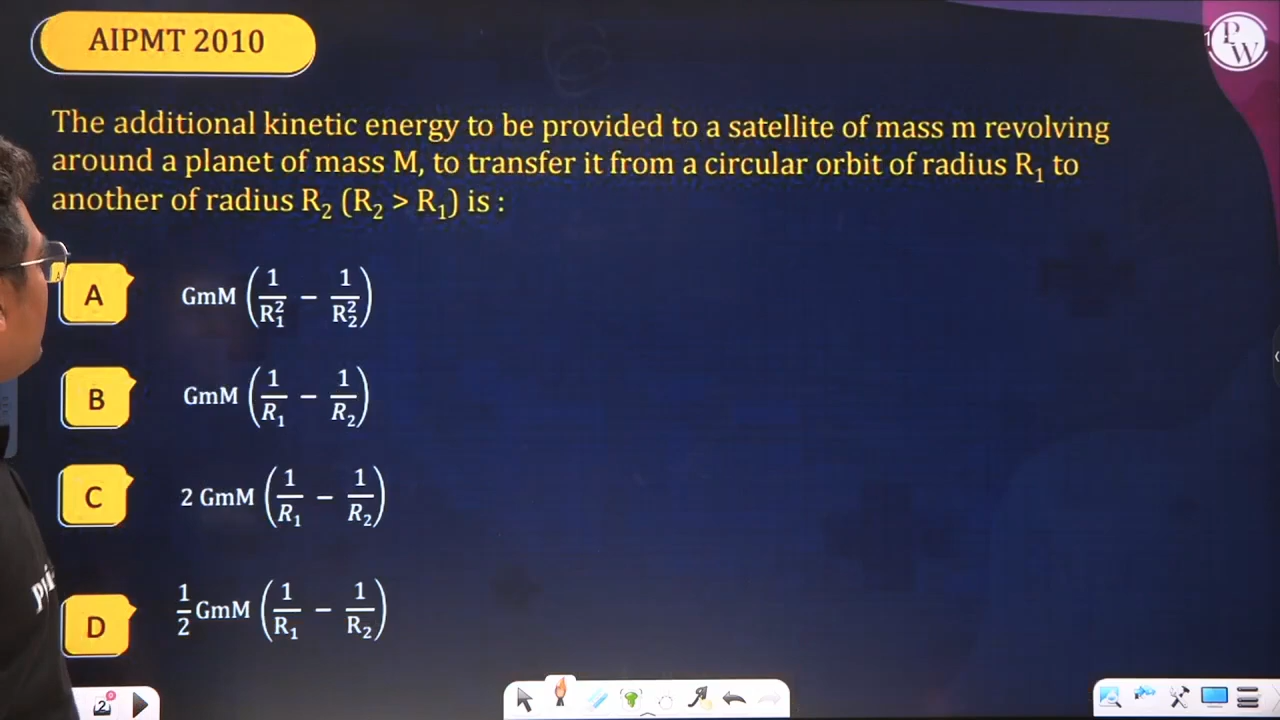 AIPMT 2010
PW
The additional kinetic energy to be provided to a satellite of mass m revolving
around a planet of mass M, to transfer it from a circular orbit of radius R₁ to
another of radius R₂ (R₂ > R₁) is :
A GmM (1/R₁² − 1/R₂²)
B GmM (1/R₁ − 1/R₂)
C 2 GmM (1/R₁ − 1/R₂)
D 1/2 GmM (1/R₁ − 1/R₂)
2